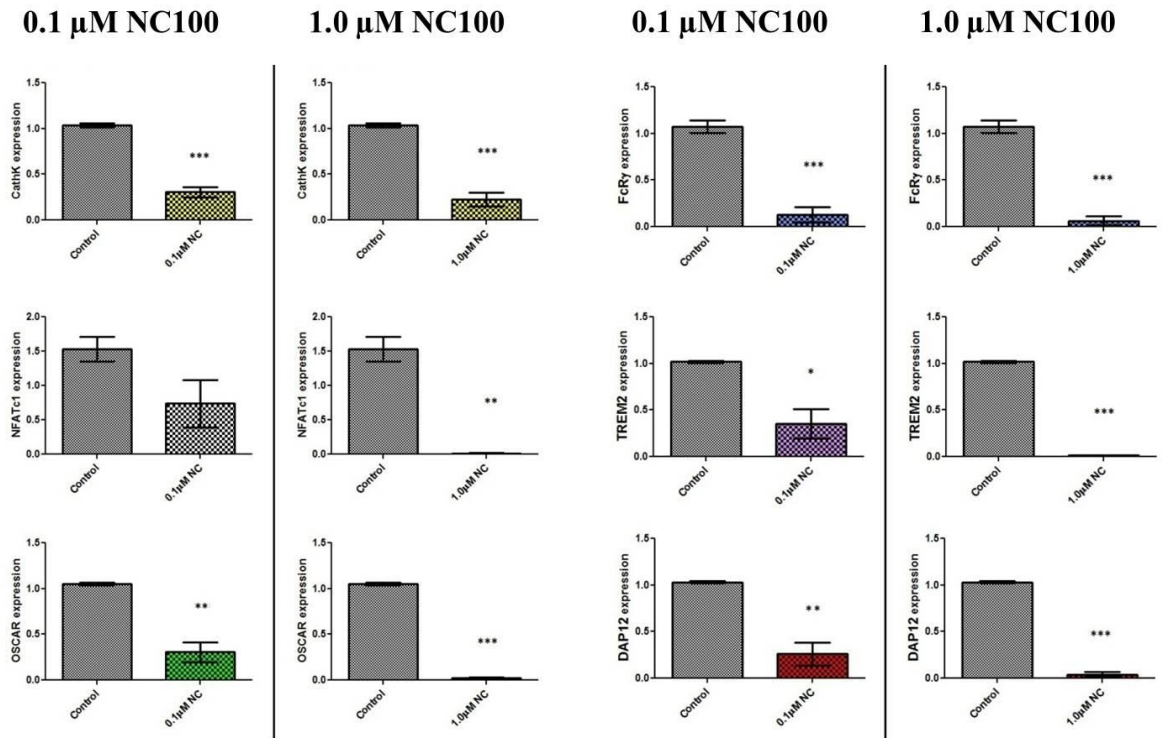 0.1 µM NC100
1.0 µM NC100
0.1 µM NC100
1.0 µM NC100
CathK expression
1.5
1.0
0.5
0.0
***
Control
0.1µM NC
CathK expression
1.5
1.0
0.5
0.0
***
Control
1.0µM NC
FcRγ expression
1.5
1.0
0.5
0.0
***
Control
0.1µM NC
FcRγ expression
1.5
1.0
0.5
0.0
***
Control
1.0µM NC
NFATc1 expression
2.0
1.5
1.0
0.5
0.0
Control
0.1µM NC
NFATc1 expression
2.0
1.5
1.0
0.5
0.0
**
Control
1.0µM NC
TREM2 expression
1.5
1.0
0.5
0.0
*
Control
0.1µM NC
TREM2 expression
1.5
1.0
0.5
0.0
***
Control
1.0µM NC
OSCAR expression
1.5
1.0
0.5
0.0
**
Control
0.1µM NC
OSCAR expression
1.5
1.0
0.5
0.0
***
Control
1.0µM NC
DAP12 expression
1.5
1.0
0.5
0.0
**
Control
0.1µM NC
DAP12 expression
1.5
1.0
0.5
0.0
***
Control
1.0µM NC